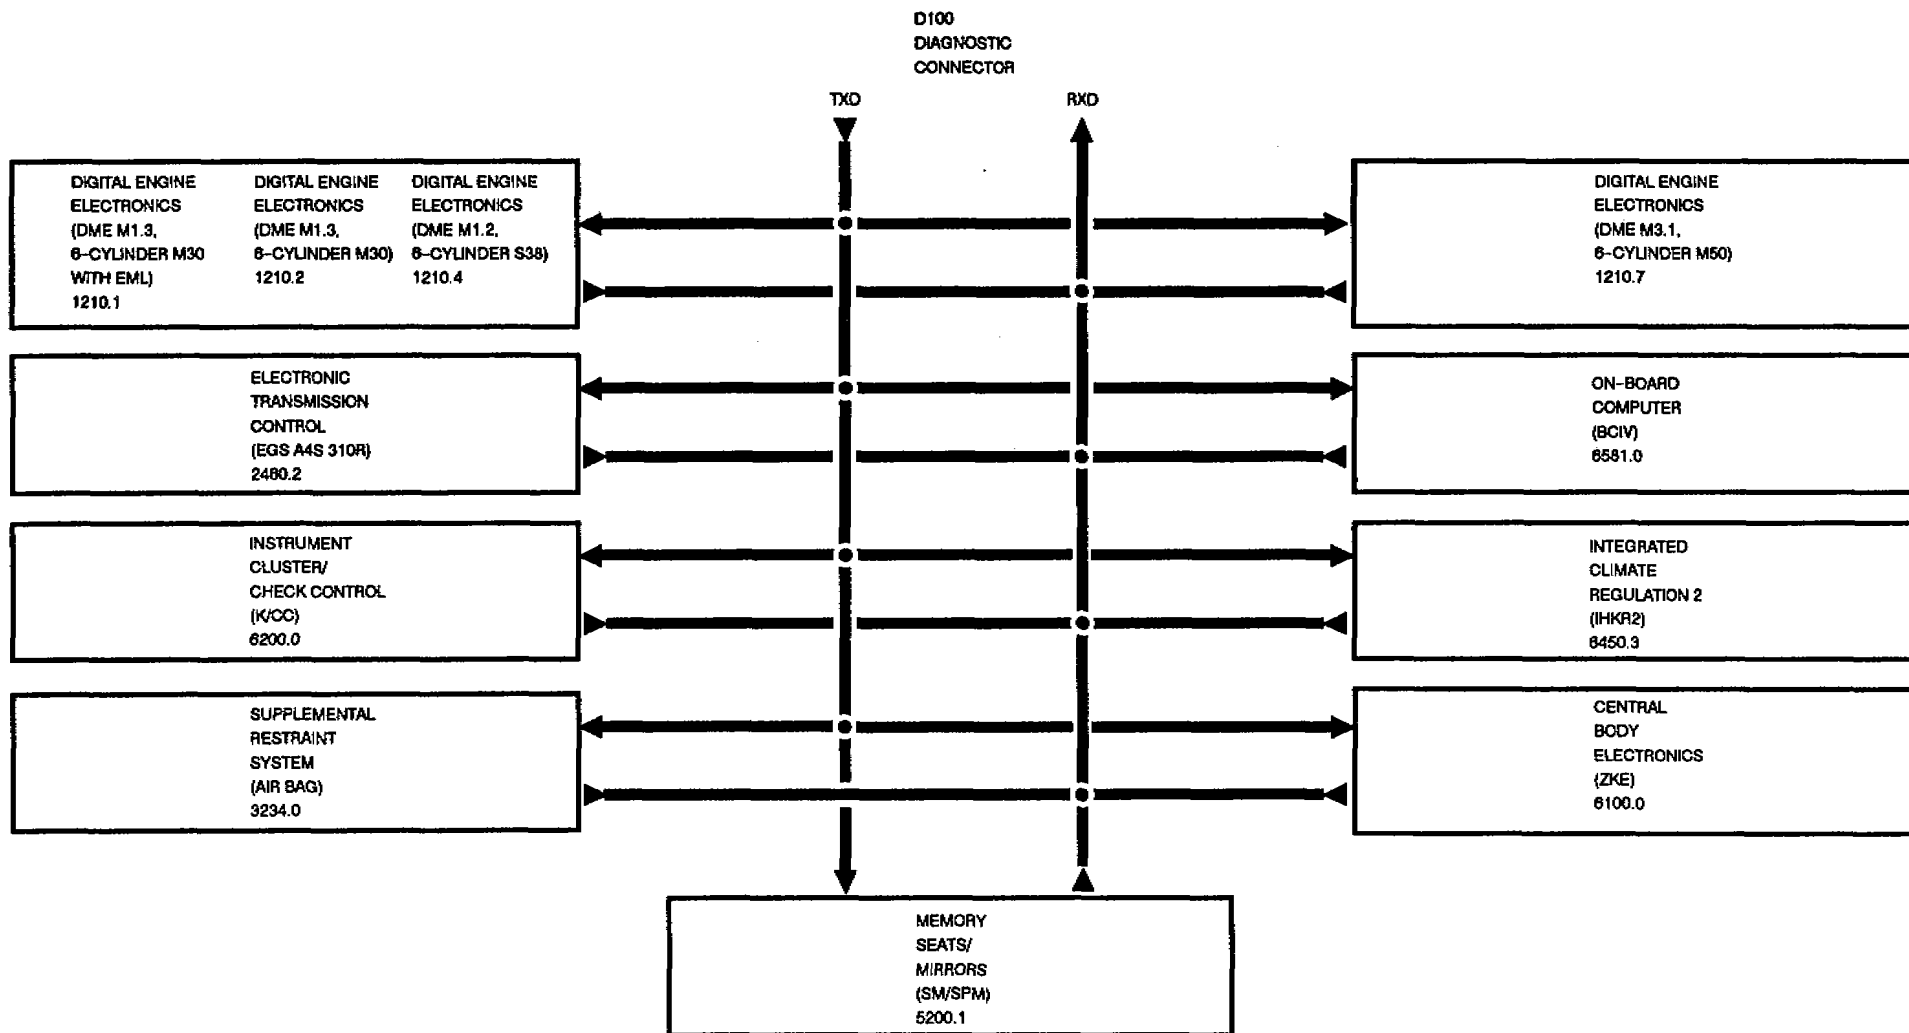 D100
DIAGNOSTIC
CONNECTOR
TXD
RXD
DIGITAL ENGINE
ELECTRONICS
(DME M1.3,
6-CYLINDER M30
WITH EML)
1210.1
DIGITAL ENGINE
ELECTRONICS
(DME M1.3,
6-CYLINDER M30)
1210.2
DIGITAL ENGINE
ELECTRONICS
(DME M1.2,
6-CYLINDER S38)
1210.4
DIGITAL ENGINE
ELECTRONICS
(DME M3.1,
6-CYLINDER M50)
1210.7
ELECTRONIC
TRANSMISSION
CONTROL
(EGS A4S 310R)
2460.2
ON-BOARD
COMPUTER
(BCIV)
6581.0
INSTRUMENT
CLUSTER/
CHECK CONTROL
(K/CC)
6200.0
INTEGRATED
CLIMATE
REGULATION 2
(IHKR2)
6450.3
SUPPLEMENTAL
RESTRAINT
SYSTEM
(AIR BAG)
3234.0
CENTRAL
BODY
ELECTRONICS
(ZKE)
6100.0
MEMORY
SEATS/
MIRRORS
(SM/SPM)
5200.1